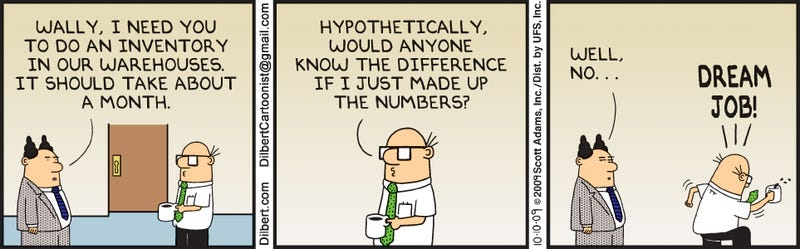 WALLY, I NEED YOU
TO DO AN INVENTORY
IN OUR WAREHOUSES.
IT SHOULD TAKE ABOUT
A MONTH.
Dilbert.com DilbertCartoonist@gmail.com
HYPOTHETICALLY,
WOULD ANYONE
KNOW THE DIFFERENCE
IF I JUST MADE UP
THE NUMBERS?
10-10-09 ©2009 Scott Adams, Inc./Dist. by UFS, Inc.
WELL,
NO...
DREAM
JOB!